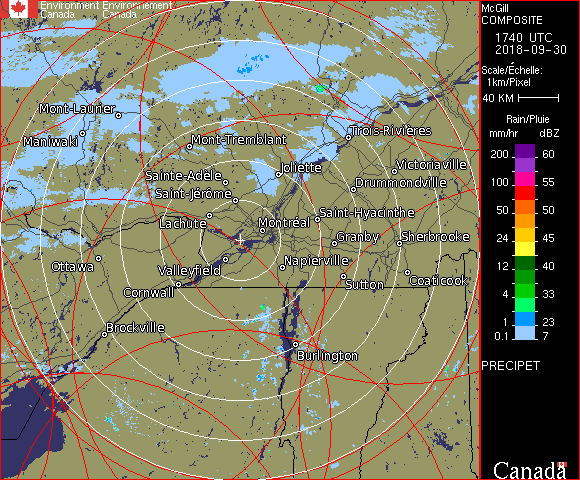 Environment Environnement
Canada Canada
Mont-Laurier
Maniwaki
Mont-Tremblant
Trois-Rivières
Sainte-Adèle
Joliette
Victoriaville
Saint-Jérôme
Drummondville
Lachute
Montréal
Saint-Hyacinthe
Granby
Sherbrooke
Ottawa
Valleyfield
Napierville
Cornwall
Sutton
Coaticook
Brockville
Burlington
McGill
COMPOSITE
1740 UTC
2018-09-30
Scale/Échelle:
1km/Pixel
40 KM
Rain/Pluie
mm/hr dBZ
200 60
100 55
50 50
24 45
12 40
4 33
1 23
0.1 7
PRECIPET
Canada